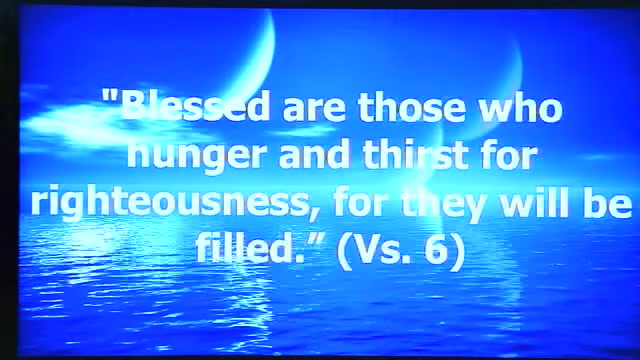 "Blessed are those who
hunger and thirst for
righteousness, for they will be
filled.” (Vs. 6)